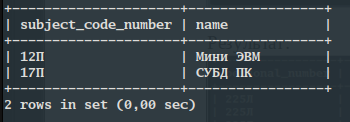 +---------------------+-----------------+
| subject_code_number | name            |
+---------------------+-----------------+
| 12П                 | Мини ЭВМ        |
| 17П                 | СУБД ПК         |
+---------------------+-----------------+
2 rows in set (0,00 sec)